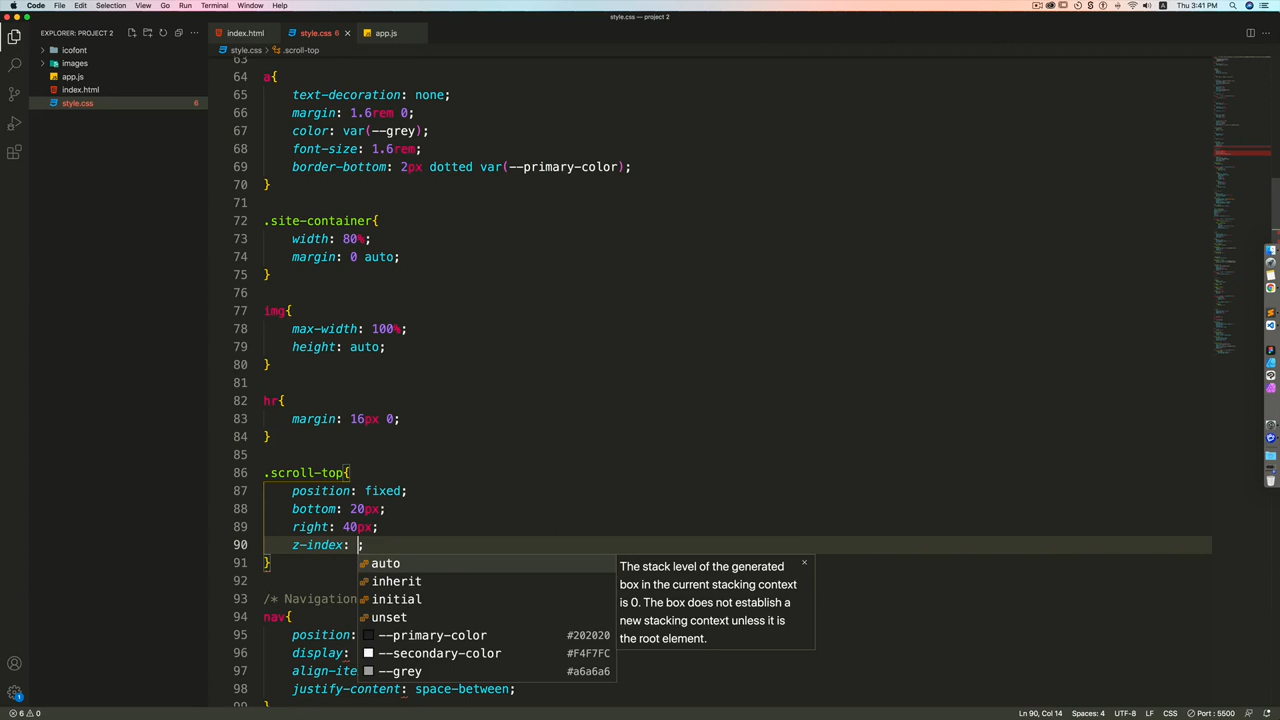 Code File Edit Selection View Go Run Terminal Window Help
Thu 3:41 PM
style.css — project 2
EXPLORER: PROJECT 2
index.html
style.css 6
app.js
icofont
images
app.js
index.html
style.css 6
style.css > .scroll-top
63
64 a{
65 text-decoration: none;
66 margin: 1.6rem 0;
67 color: var(--grey);
68 font-size: 1.6rem;
69 border-bottom: 2px dotted var(--primary-color);
70 }
71
72 .site-container{
73 width: 80%;
74 margin: 0 auto;
75 }
76
77 img{
78 max-width: 100%;
79 height: auto;
80 }
81
82 hr{
83 margin: 16px 0;
84 }
85
86 .scroll-top{
87 position: fixed;
88 bottom: 20px;
89 right: 40px;
90 z-index: ;
91 }
92
93 /* Navigation
94 nav{
95 position:
96 display:
97 align-ite
98 justify-content: space-between;
auto
inherit
initial
unset
--primary-color #202020
--secondary-color #F4F7FC
--grey #a6a6a6
The stack level of the generated
box in the current stacking context
is 0. The box does not establish a
new stacking context unless it is
the root element.
6 0
Ln 90, Col 14 Spaces: 4 UTF-8 LF CSS Port : 5500